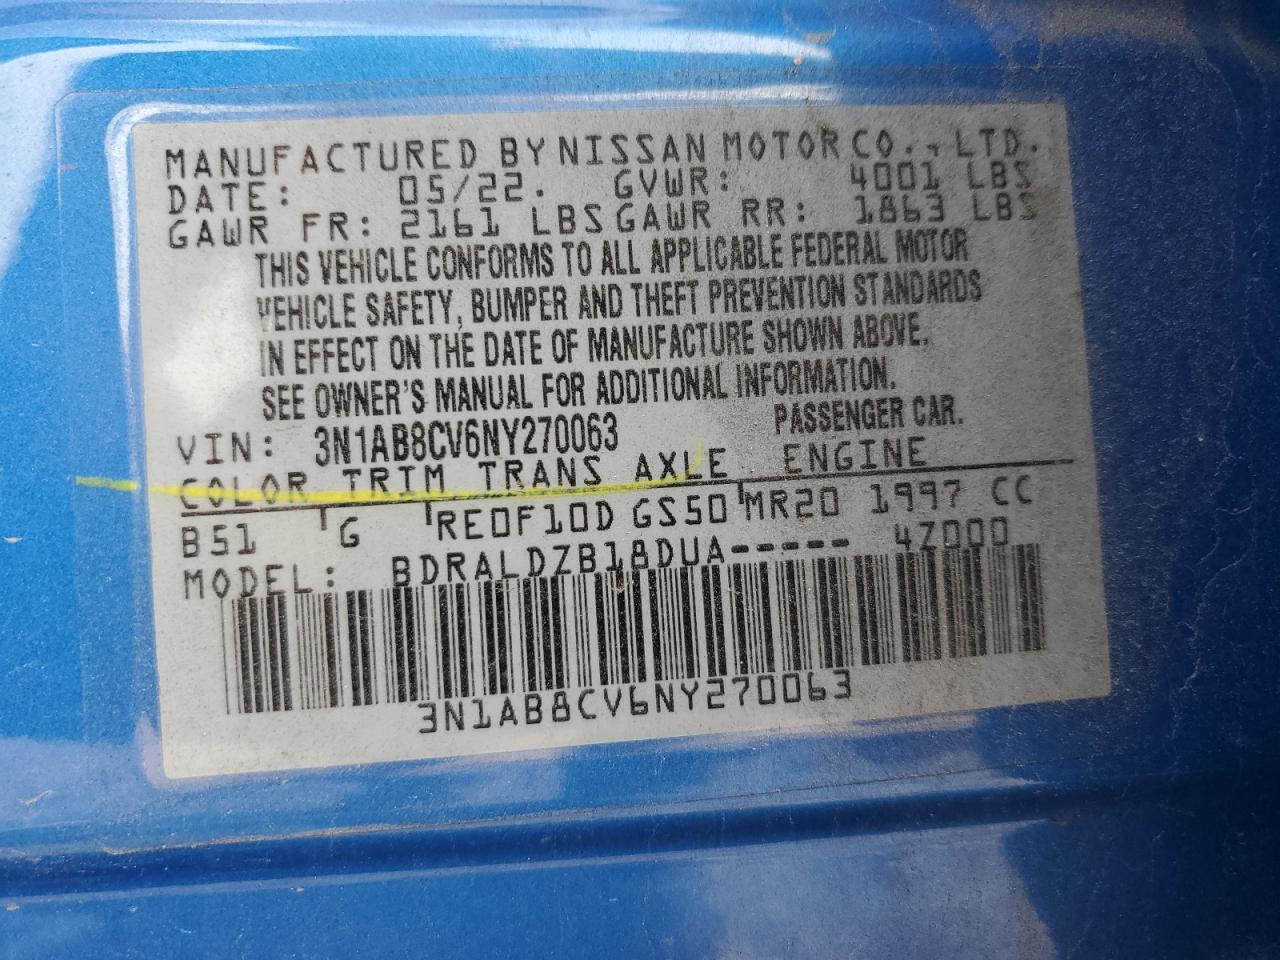 MANUFACTURED BY NISSAN MOTOR CO., LTD.
DATE: 05/22. GVWR: 4001 LBS
GAWR FR: 2161 LBS GAWR RR: 1863 LBS
THIS VEHICLE CONFORMS TO ALL APPLICABLE FEDERAL MOTOR
VEHICLE SAFETY, BUMPER AND THEFT PREVENTION STANDARDS
IN EFFECT ON THE DATE OF MANUFACTURE SHOWN ABOVE.
SEE OWNER'S MANUAL FOR ADDITIONAL INFORMATION.
VIN: 3N1AB8CV6NY270063 PASSENGER CAR.
COLOR TRIM TRANS AXLE ENGINE
B51 G RE0F10D GS50 MR20 1997 CC
MODEL: BDRALDZB18DUA----- 4Z000
3N1AB8CV6NY270063